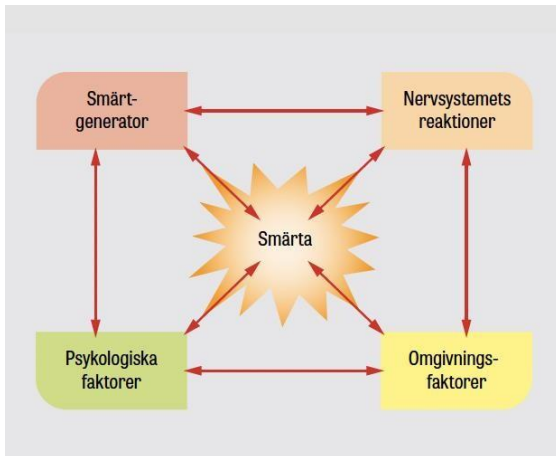 Smärt-
generator
Nervsystemets
reaktioner
Smärta
Psykologiska
faktorer
Omgivnings-
faktorer